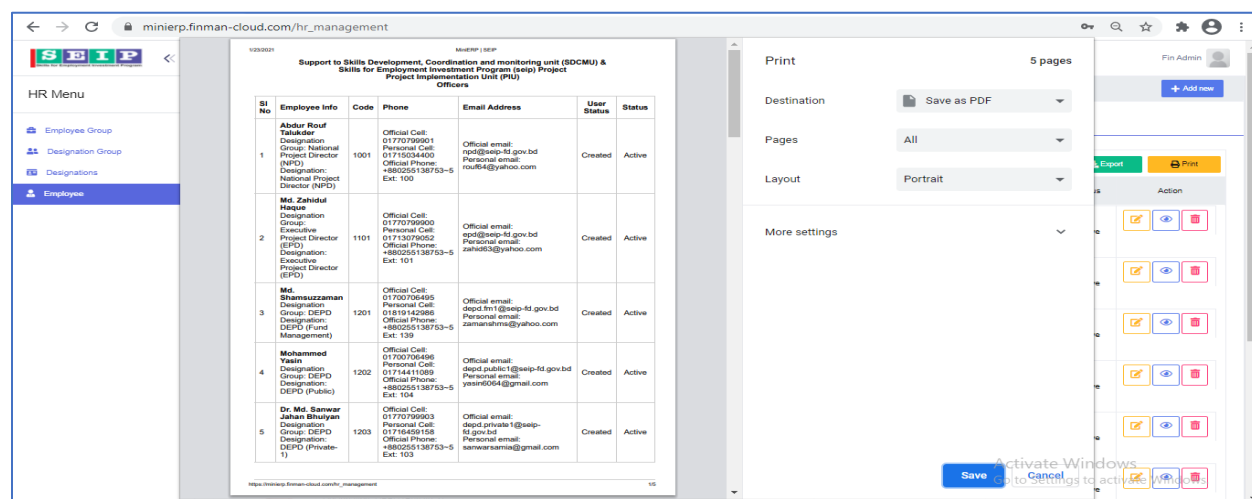 minierp.finman-cloud.com/hr_management
SEIP
Skills for Employment Investment Program
HR Menu
Employee Group
Designation Group
Designations
Employee
1/23/2021
MiniERP | SEIP
Support to Skills Development, Coordination and monitoring unit (SDCMU) &
Skills for Employment Investment Program (seip) Project
Project Implementation Unit (PIU)
Officers
Sl No Employee Info Code Phone Email Address User Status Status
1
Abdur Rouf
Talukder
Designation
Group: National
Project Director
(NPD)
Designation:
National Project
Director (NPD)
1001
Official Cell:
01770799901
Personal Cell:
01715034400
Official Phone:
+880255138753~5
Ext: 100
Official email:
npd@seip-fd.gov.bd
Personal email:
rouf64@yahoo.com
Created
Active
2
Md. Zahidul
Haque
Designation
Group:
Executive
Project Director
(EPD)
Designation:
Executive
Project Director
(EPD)
1101
Official Cell:
01770799900
Personal Cell:
01713079052
Official Phone:
+880255138753~5
Ext: 101
Official email:
epd@seip-fd.gov.bd
Personal email:
zahid63@yahoo.com
Created
Active
3
Md.
Shamsuzzaman
Designation
Group: DEPD
Designation:
DEPD (Fund
Management)
1201
Official Cell:
01700706495
Personal Cell:
01819142986
Official Phone:
+880255138753~5
Ext: 139
Official email:
depd.fm1@seip-fd.gov.bd
Personal email:
zamanshms@yahoo.com
Created
Active
4
Mohammed
Yasin
Designation
Group: DEPD
Designation:
DEPD (Public)
1202
Official Cell:
01700706496
Personal Cell:
01714411089
Official Phone:
+880255138753~5
Ext: 104
Official email:
depd.public1@seip-fd.gov.bd
Personal email:
yasin6064@gmail.com
Created
Active
5
Dr. Md. Sanwar
Jahan Bhuiyan
Designation
Group: DEPD
Designation:
DEPD (Private-
1)
1203
Official Cell:
01770799903
Personal Cell:
01716459158
Official Phone:
+880255138753~5
Ext: 103
Official email:
depd.private1@seip-
fd.gov.bd
Personal email:
sanwarsamia@gmail.com
Created
Active
https://minierp.finman-cloud.com/hr_management
1/5
Print
5 pages
Destination
Save as PDF
Pages
All
Layout
Portrait
More settings
Save
Cancel
Fin Admin
+ Add new
Export
Print
Action
Activate Windows
Go to Settings to activate Windows.